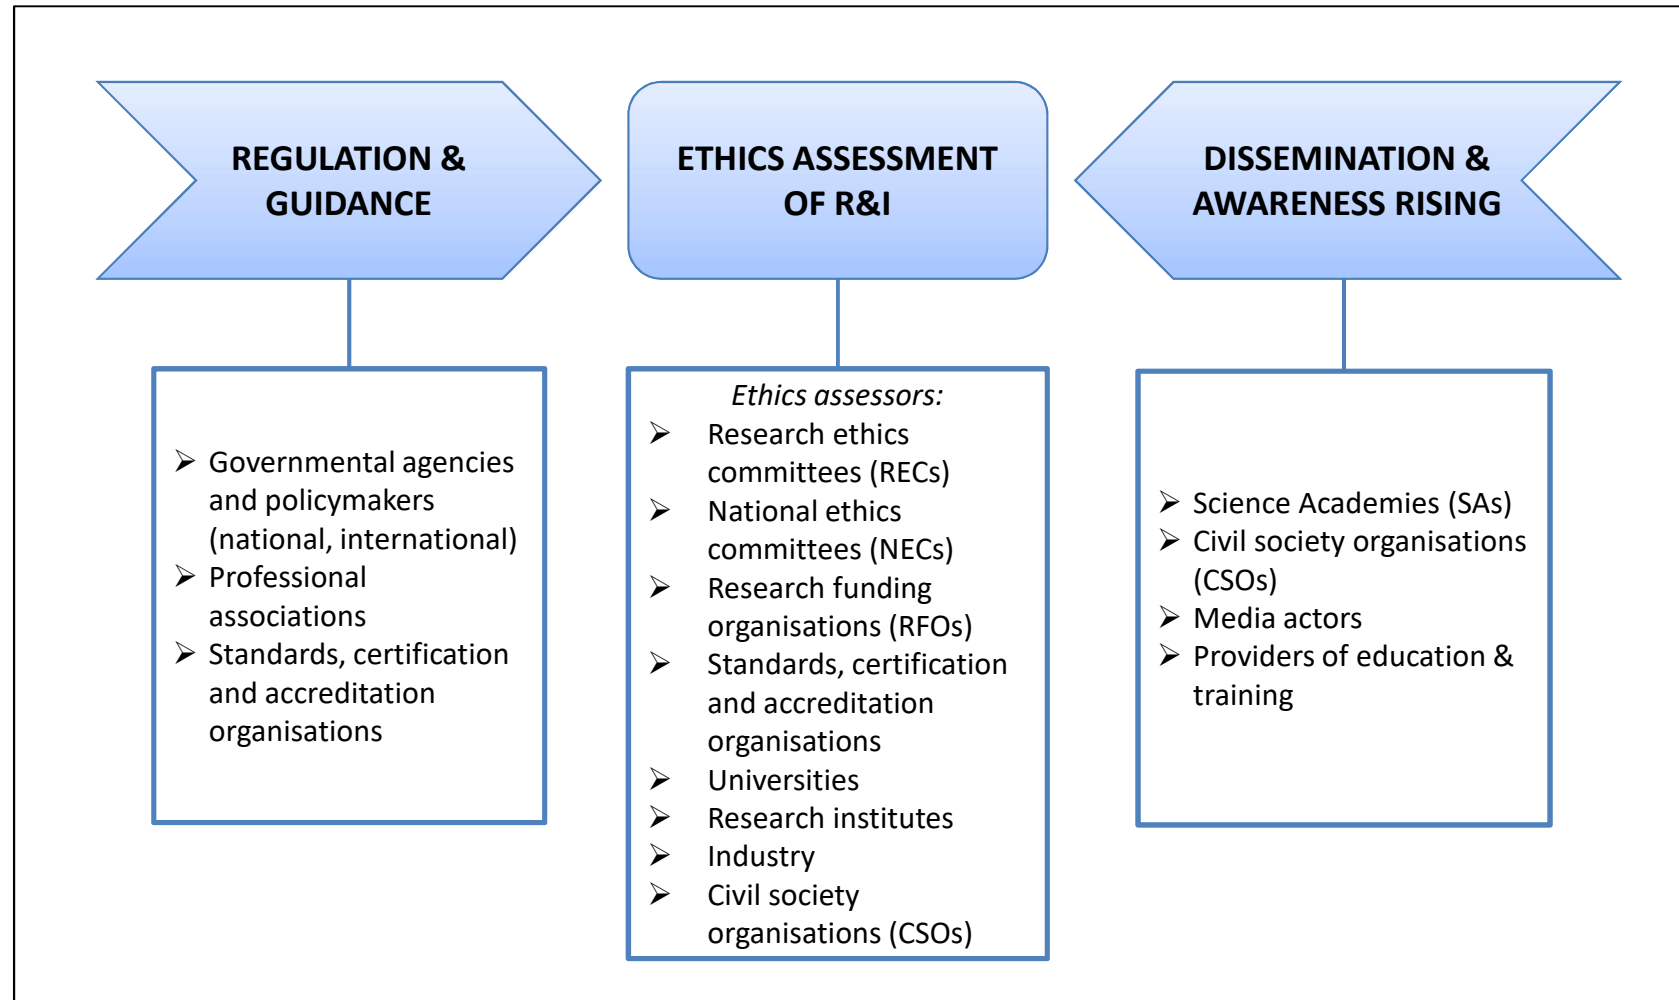 REGULATION &
GUIDANCE
ETHICS ASSESSMENT
OF R&I
DISSEMINATION &
AWARENESS RISING
➢ Governmental agencies
and policymakers
(national, international)
➢ Professional
associations
➢ Standards, certification
and accreditation
organisations
Ethics assessors:
➢ Research ethics
committees (RECs)
➢ National ethics
committees (NECs)
➢ Research funding
organisations (RFOs)
➢ Standards, certification
and accreditation
organisations
➢ Universities
➢ Research institutes
➢ Industry
➢ Civil society
organisations (CSOs)
➢ Science Academies (SAs)
➢ Civil society organisations
(CSOs)
➢ Media actors
➢ Providers of education &
training